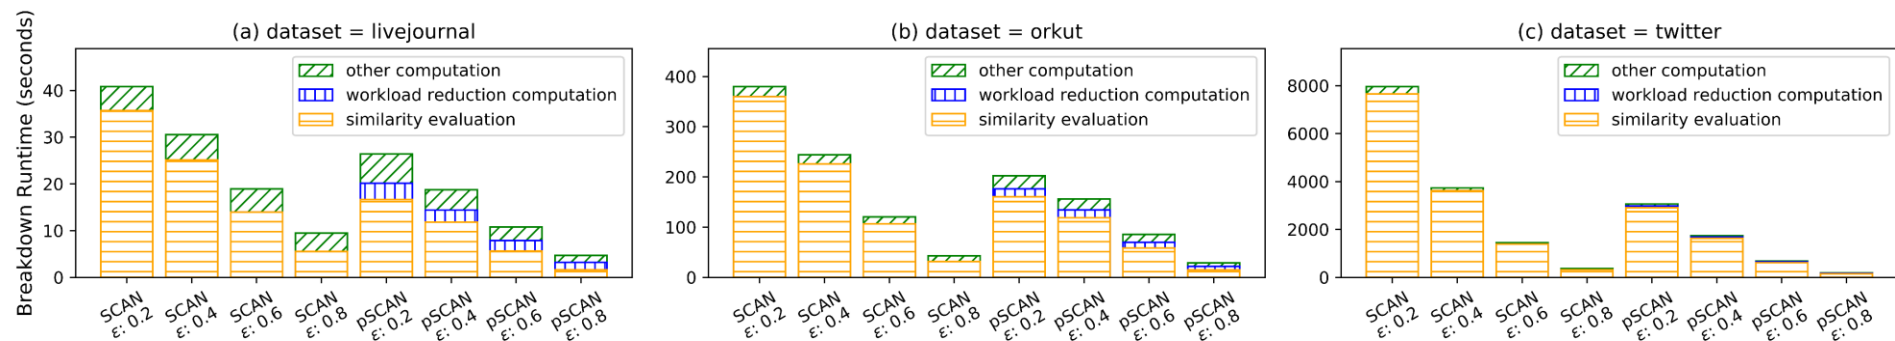 Breakdown Runtime (seconds)
(a) dataset = livejournal
40
30
20
10
0
other computation
workload reduction computation
similarity evaluation
SCAN
ε: 0.2
SCAN
ε: 0.4
SCAN
ε: 0.6
SCAN
ε: 0.8
pSCAN
ε: 0.2
pSCAN
ε: 0.4
pSCAN
ε: 0.6
pSCAN
ε: 0.8
(b) dataset = orkut
400
300
200
100
0
other computation
workload reduction computation
similarity evaluation
SCAN
ε: 0.2
SCAN
ε: 0.4
SCAN
ε: 0.6
SCAN
ε: 0.8
pSCAN
ε: 0.2
pSCAN
ε: 0.4
pSCAN
ε: 0.6
pSCAN
ε: 0.8
(c) dataset = twitter
8000
6000
4000
2000
0
other computation
workload reduction computation
similarity evaluation
SCAN
ε: 0.2
SCAN
ε: 0.4
SCAN
ε: 0.6
SCAN
ε: 0.8
pSCAN
ε: 0.2
pSCAN
ε: 0.4
pSCAN
ε: 0.6
pSCAN
ε: 0.8